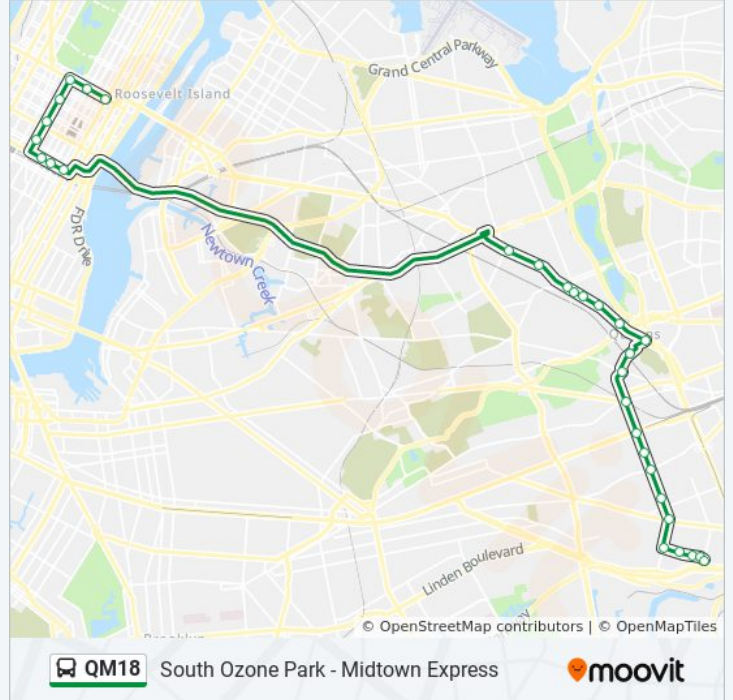 Grand Central Parkway
Roosevelt Island
FDR Drive
Newtown Creek
Linden Boulevard
© OpenStreetMap contributors | © OpenMapTiles
QM18 South Ozone Park - Midtown Express
moovit